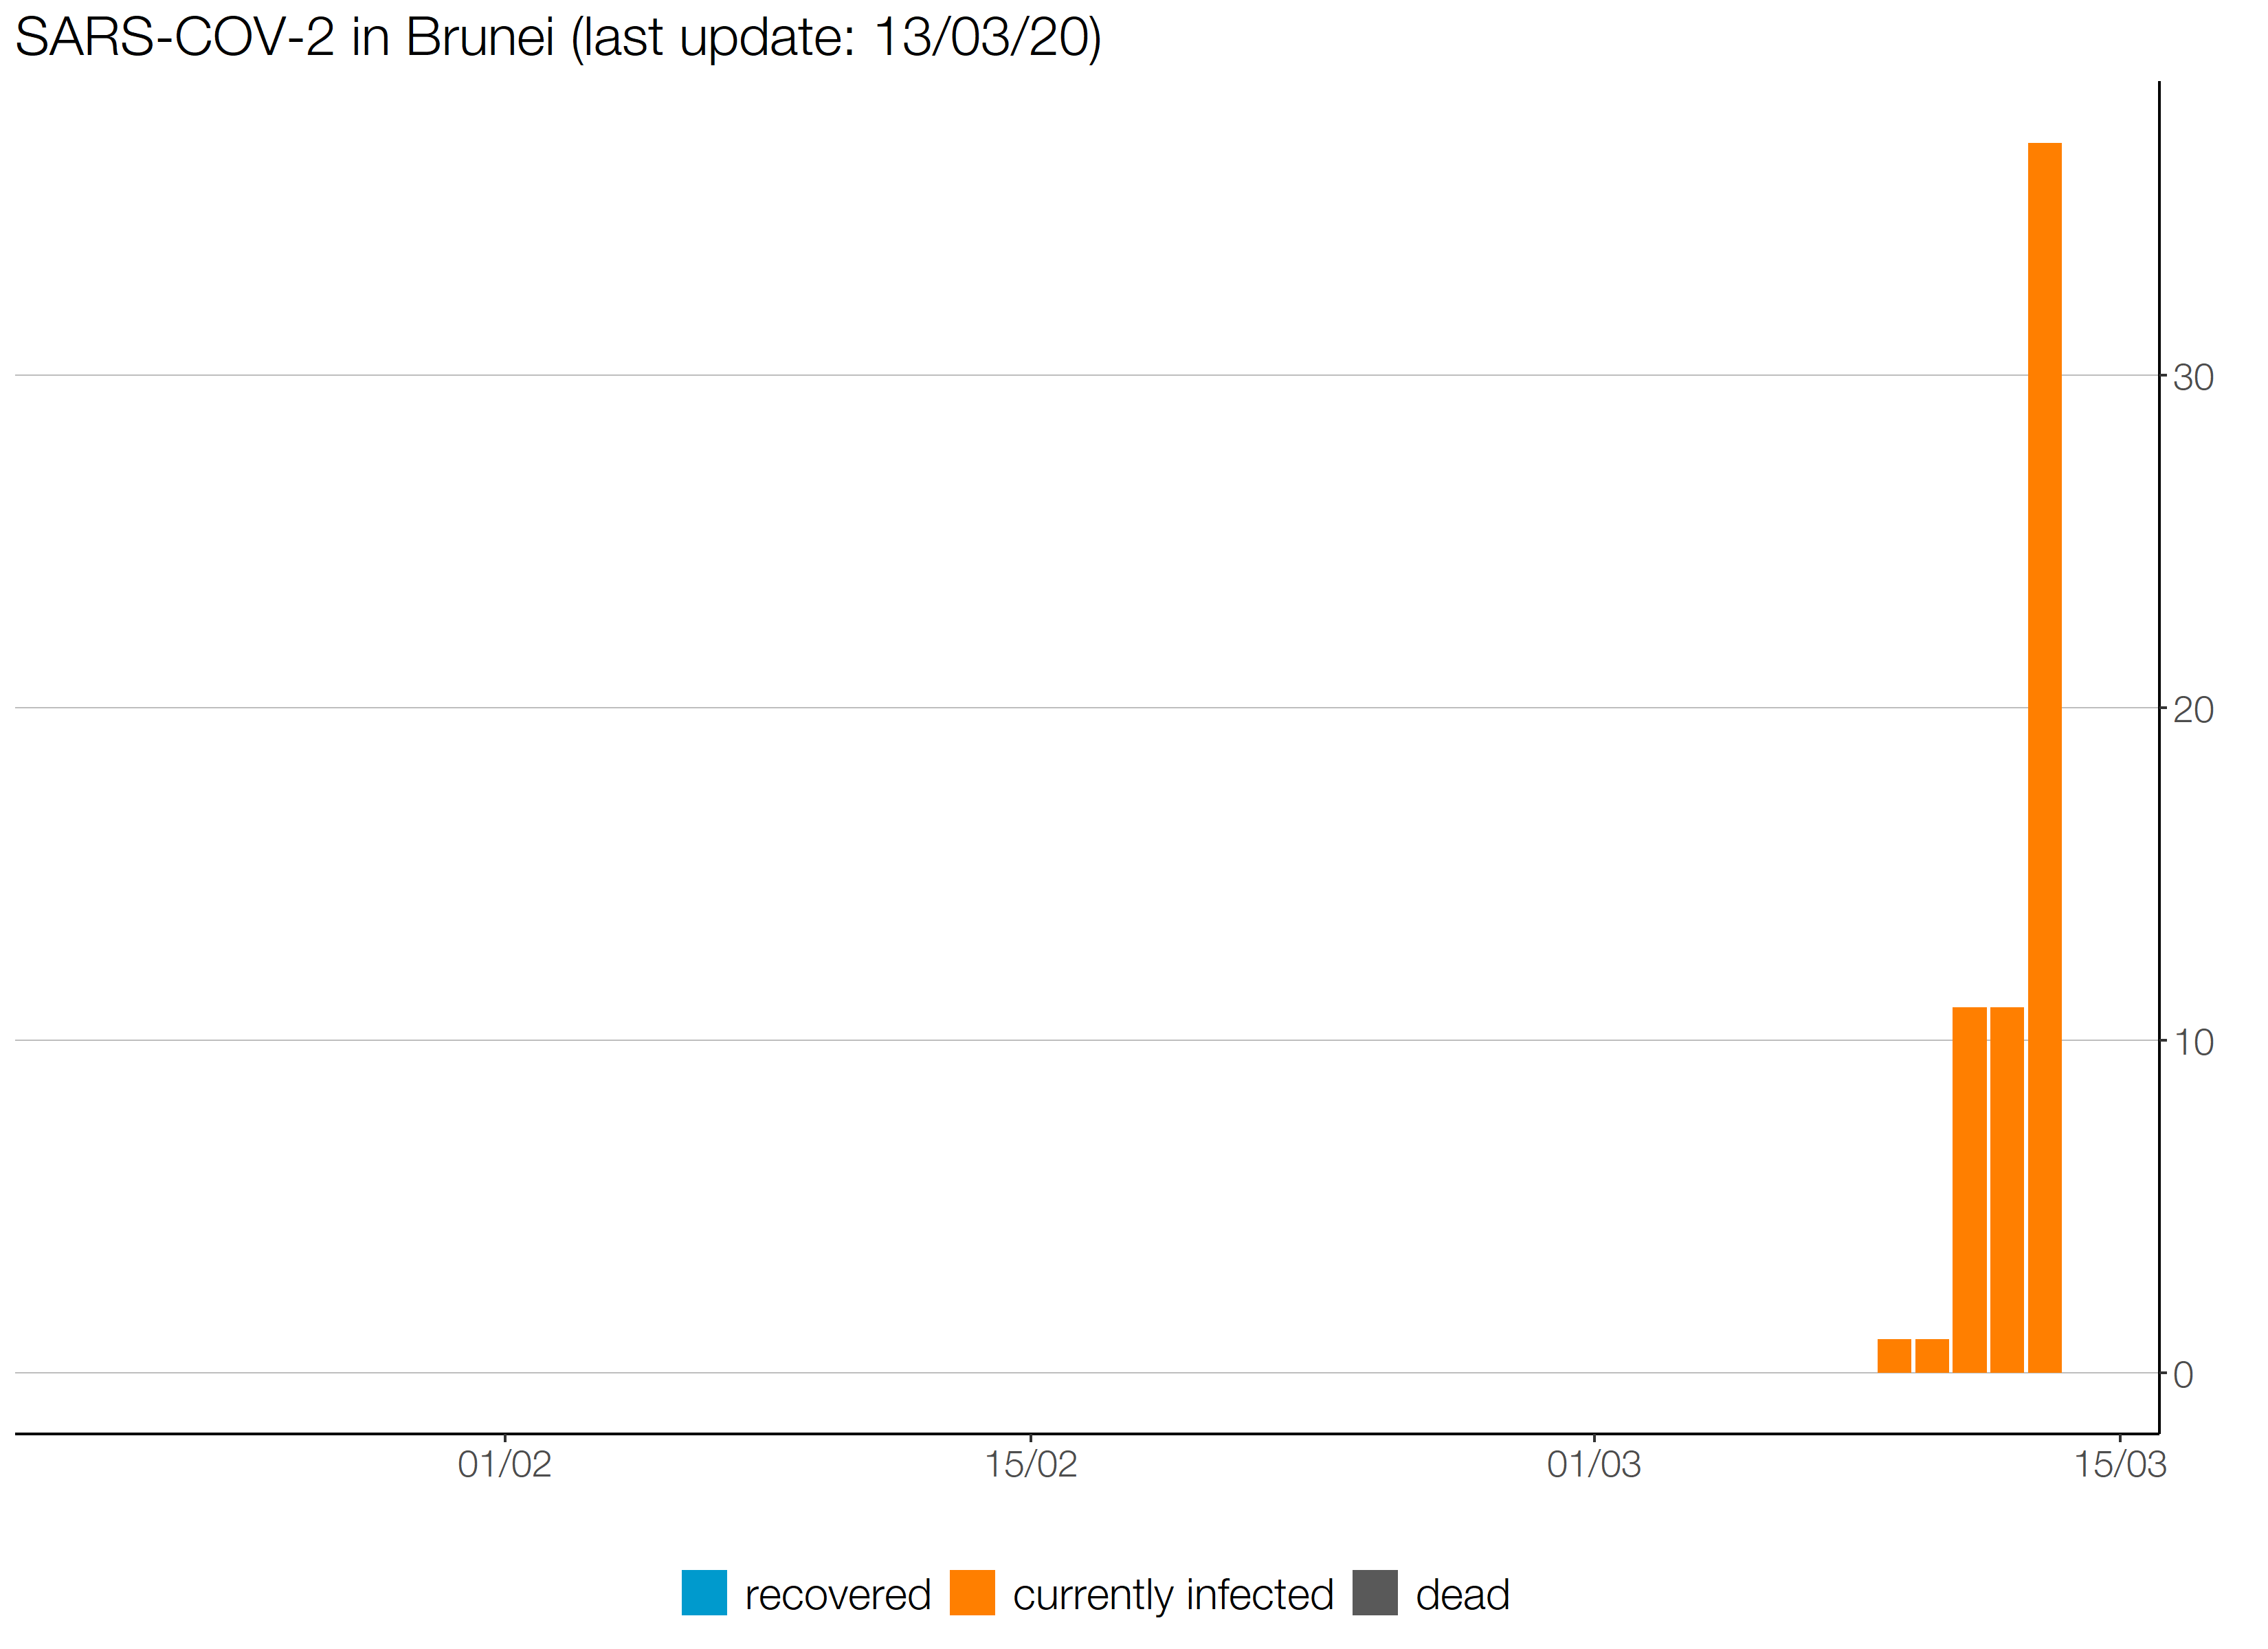 SARS-COV-2 in Brunei (last update: 13/03/20)
30
20
10
0
01/02 15/02 01/03 15/03
recovered currently infected dead